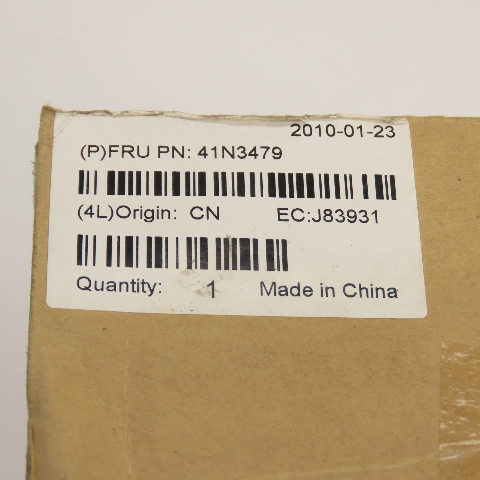 2010-01-23
(P)FRU PN: 41N3479
(4L)Origin: CN EC:J83931
Quantity: 1 Made in China